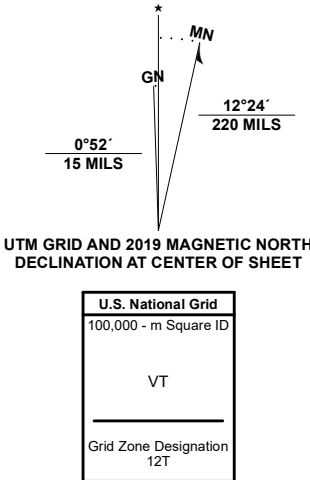 ★
MN
GN
12°24´
220 MILS
0°52´
15 MILS
UTM GRID AND 2019 MAGNETIC NORTH
DECLINATION AT CENTER OF SHEET
U.S. National Grid
100,000 - m Square ID
VT
Grid Zone Designation
12T